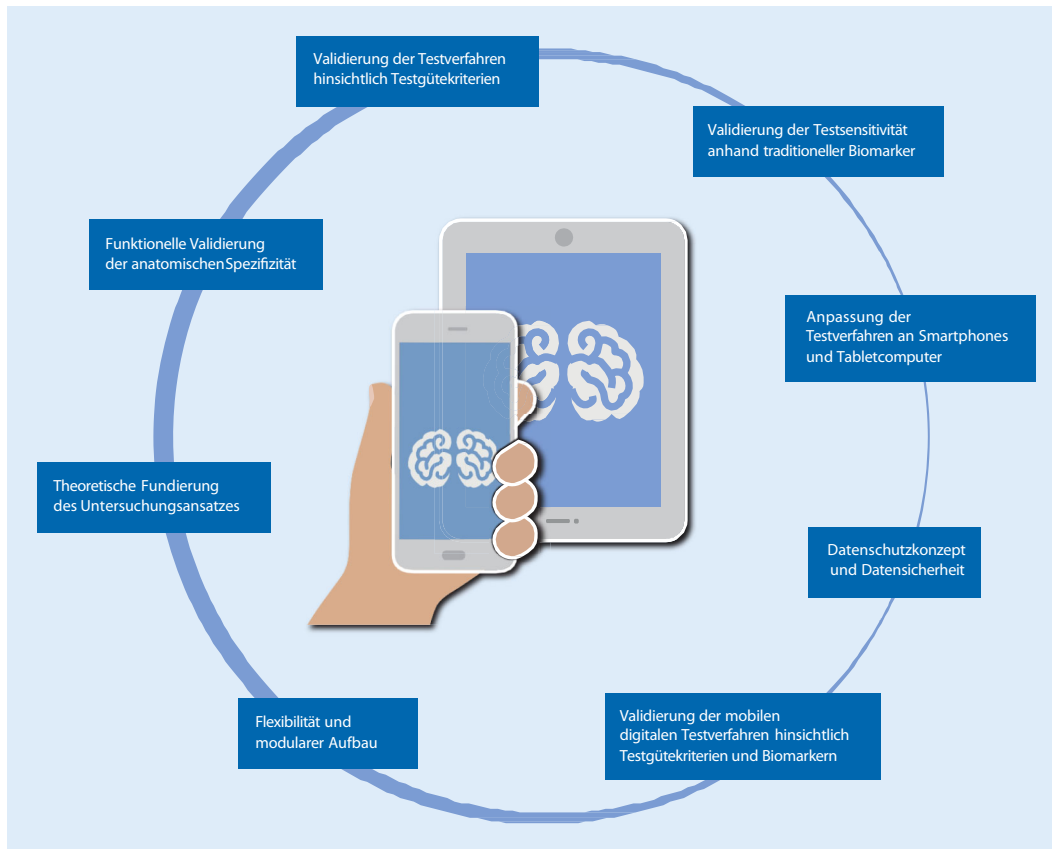 Validierung der Testverfahren
hinsichtlich Testgütekriterien
Validierung der Testsensitivität
anhand traditioneller Biomarker
Funktionelle Validierung
der anatomischen Spezifizität
Anpassung der
Testverfahren an Smartphones
und Tabletcomputer
Theoretische Fundierung
des Untersuchungsansatzes
Datenschutzkonzept
und Datensicherheit
Flexibilität und
modularer Aufbau
Validierung der mobilen
digitalen Testverfahren hinsichtlich
Testgütekriterien und Biomarkern